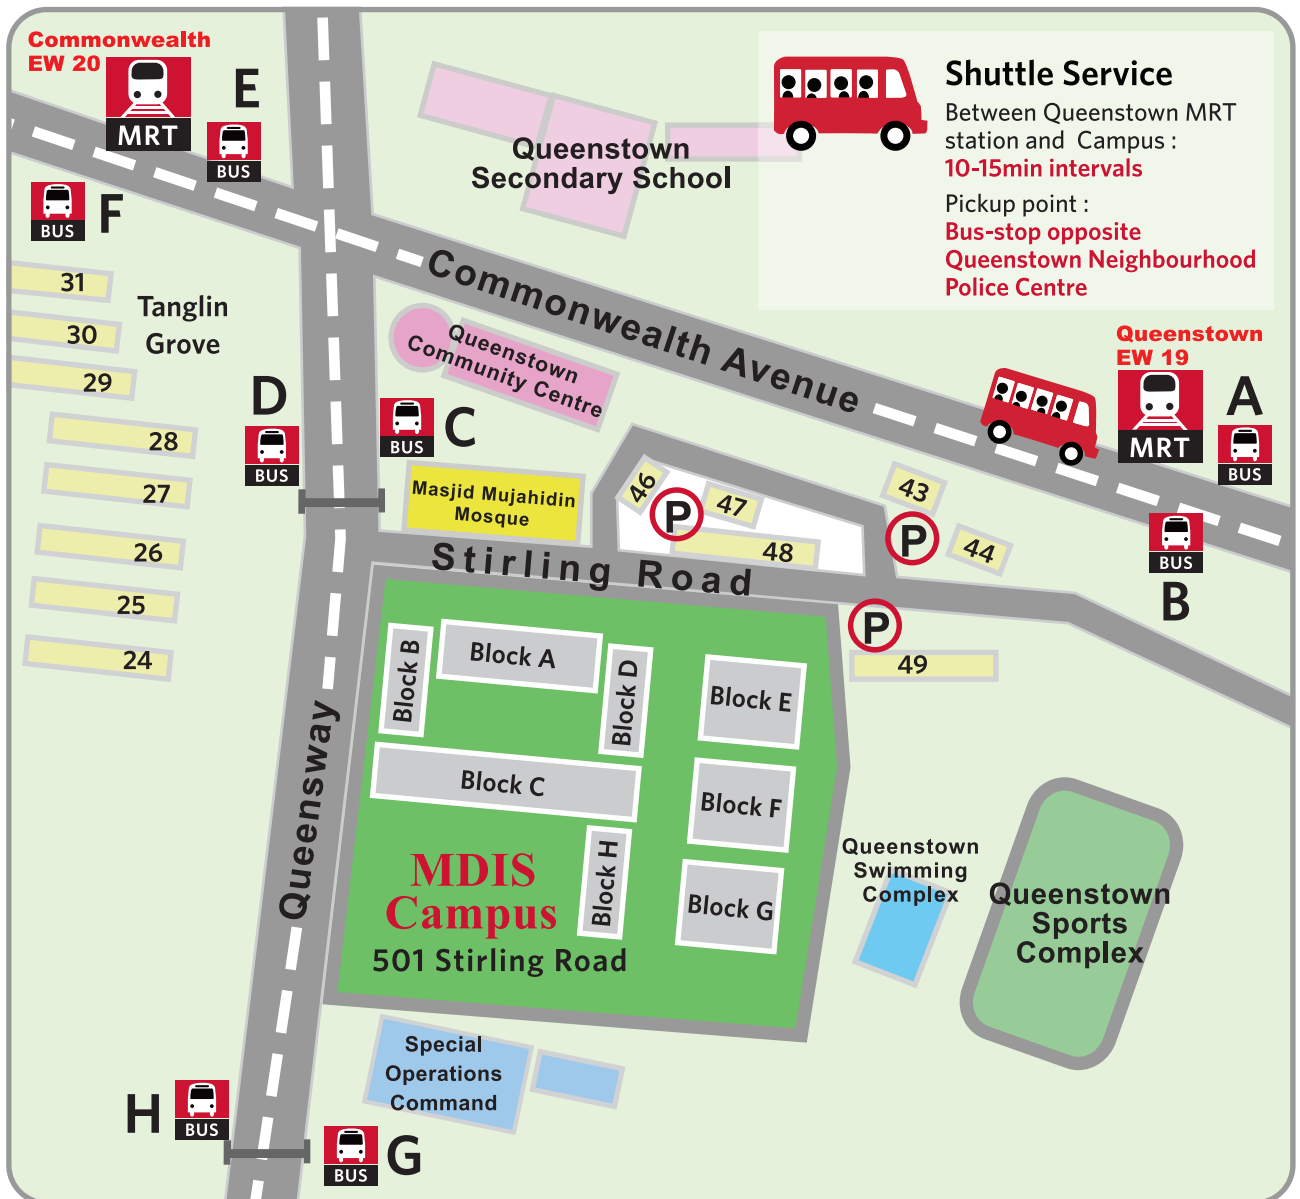 Commonwealth
EW 20
MRT
E
BUS
F
BUS
Queenstown
Secondary School
Shuttle Service
Between Queenstown MRT
station and Campus :
10-15min intervals
Pickup point :
Bus-stop opposite
Queenstown Neighbourhood
Police Centre
31
30
29
28
27
26
25
24
Tanglin
Grove
Commonwealth Avenue
Queenstown
Community Centre
Queenstown
EW 19
MRT
A
BUS
B
BUS
D
BUS
C
BUS
Masjid Mujahidin
Mosque
46
P
47
48
43
P
44
Stirling Road
P
49
Block B
Block A
Block D
Block E
Block C
Block F
Block H
Block G
MDIS
Campus
501 Stirling Road
Queensway
Queenstown
Swimming
Complex
Queenstown
Sports
Complex
Special
Operations
Command
H
BUS
G
BUS